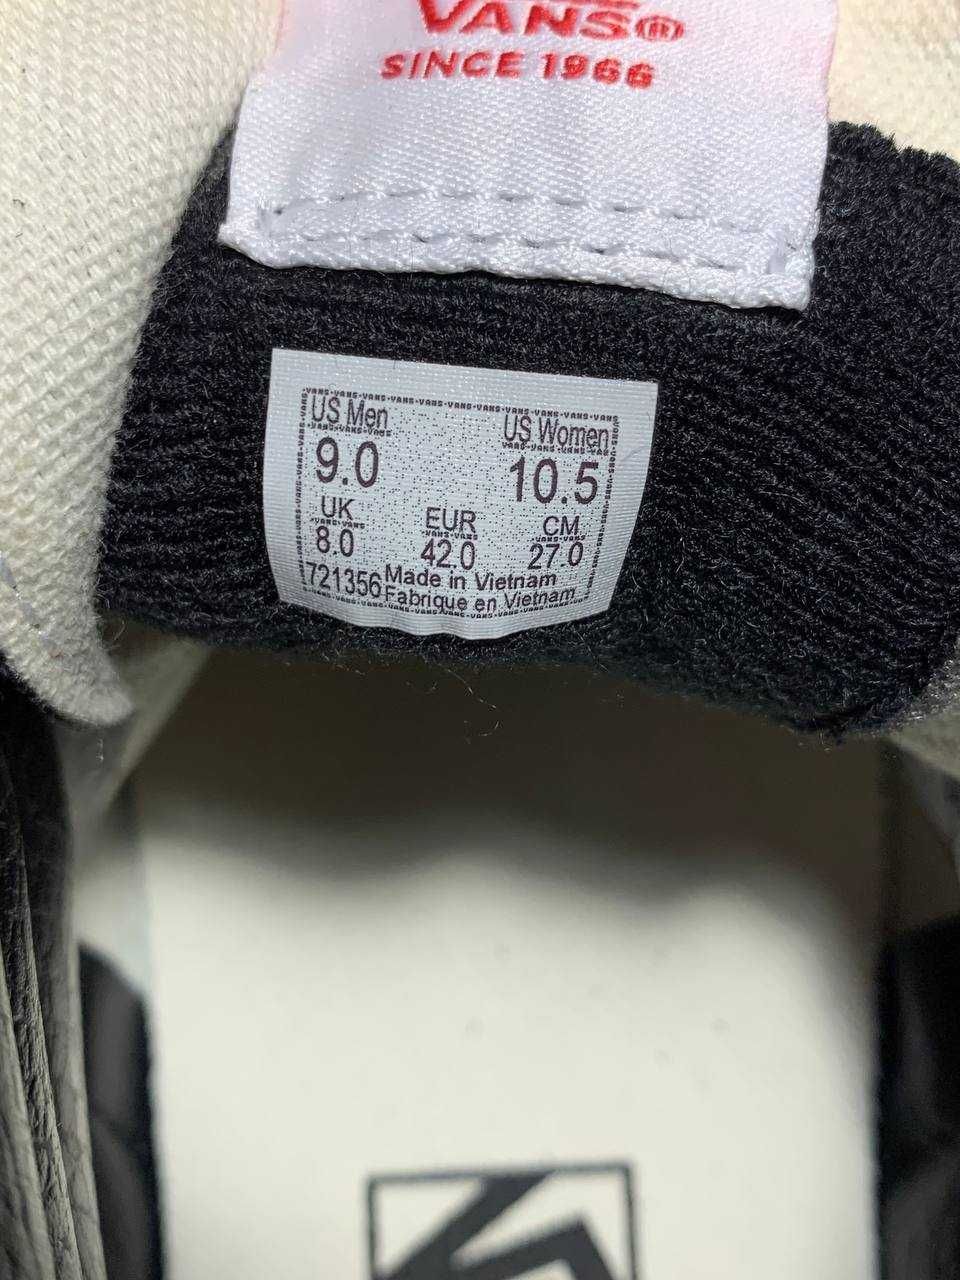 VANS®
SINCE 1966
US Men
US Women
9.0
10.5
UK
EUR
CM
8.0
42.0
27.0
721356
Made in Vietnam
Fabrique en Vietnam